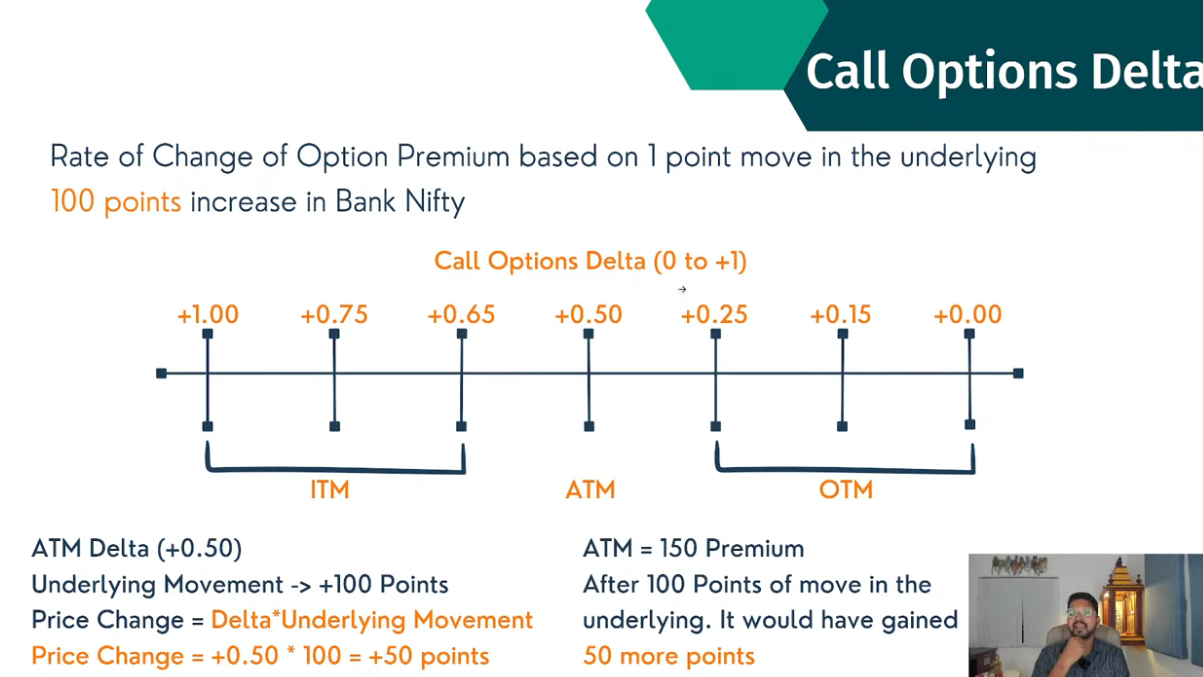 Call Options Delta
Rate of Change of Option Premium based on 1 point move in the underlying
100 points increase in Bank Nifty
Call Options Delta (0 to +1)
+1.00 +0.75 +0.65 +0.50 +0.25 +0.15 +0.00
ITM ATM OTM
ATM Delta (+0.50)
Underlying Movement -> +100 Points
Price Change = Delta*Underlying Movement
Price Change = +0.50 * 100 = +50 points
ATM = 150 Premium
After 100 Points of move in the
underlying. It would have gained
50 more points